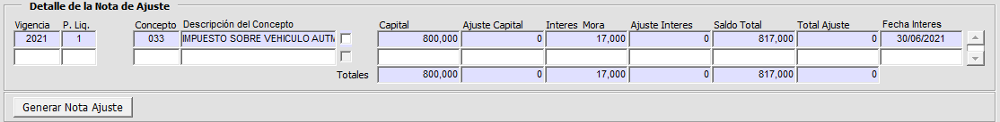 Detalle de la Nota de Ajuste
Vigencia P. Liq. Concepto Descripción del Concepto Capital Ajuste Capital Interes Mora Ajuste Interes Saldo Total Total Ajuste Fecha Interes
2021 1 033 IMPUESTO SOBRE VEHICULO AUTM 800,000 0 17,000 0 817,000 0 30/06/2021
Totales 800,000 0 17,000 0 817,000 0
Generar Nota Ajuste